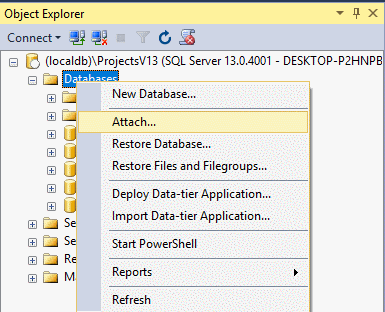 Object Explorer
Connect
(localdb)\ProjectsV13 (SQL Server 13.0.4001 - DESKTOP-P2HNPB
Databases
New Database...
Attach...
Restore Database...
Restore Files and Filegroups...
Deploy Data-tier Application...
Import Data-tier Application...
Start PowerShell
Reports
Refresh
Se
Se
Re
M